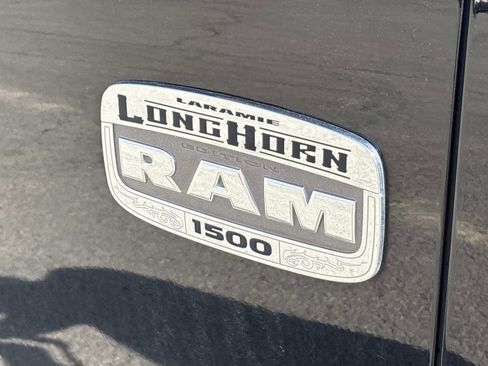 LARAMIE
LONGHORN
EDITION
RAM
1500